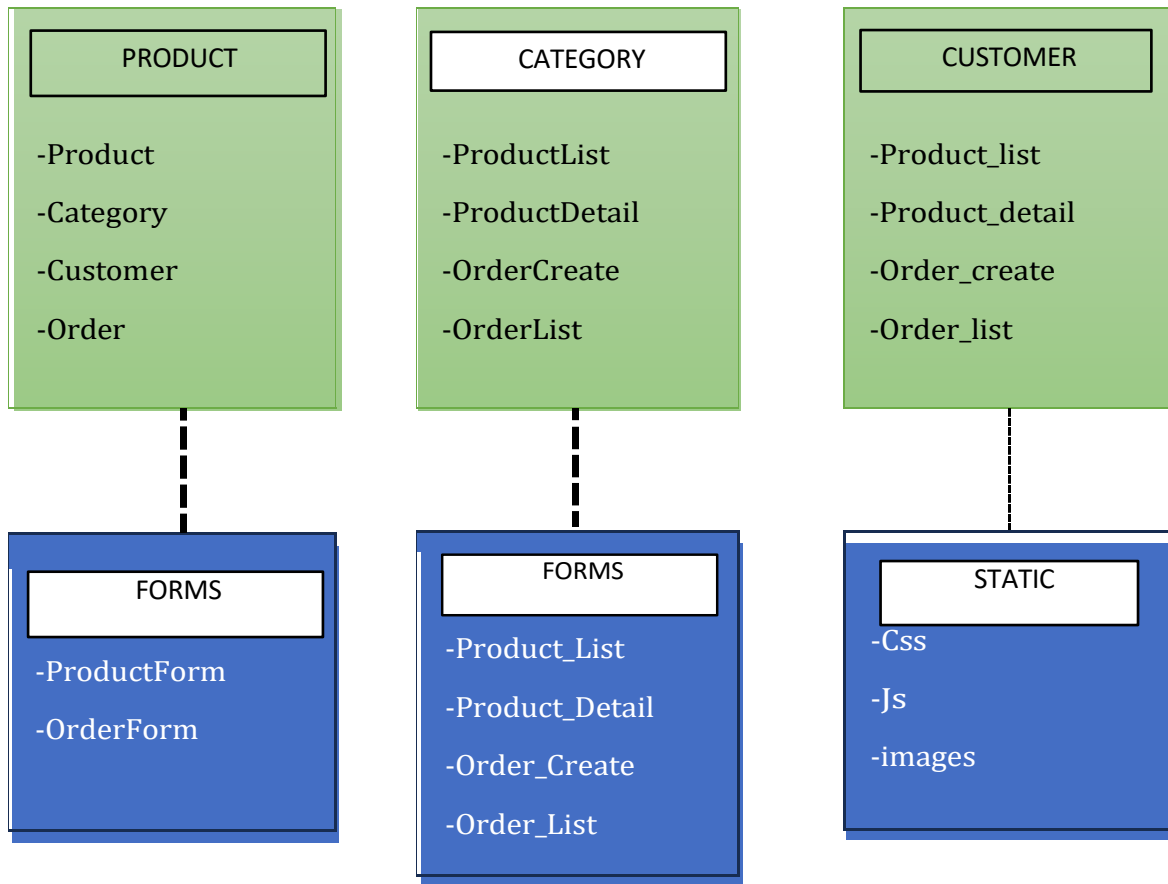 PRODUCT
-Product
-Category
-Customer
-Order
CATEGORY
-ProductList
-ProductDetail
-OrderCreate
-OrderList
CUSTOMER
-Product_list
-Product_detail
-Order_create
-Order_list
FORMS
-ProductForm
-OrderForm
FORMS
-Product_List
-Product_Detail
-Order_Create
-Order_List
STATIC
-Css
-Js
-images